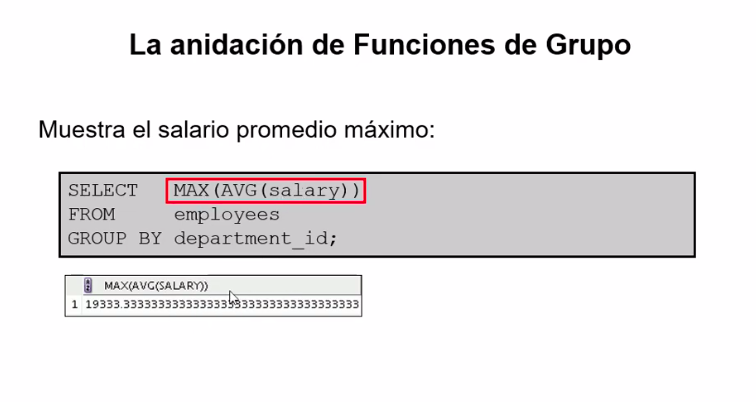 La anidación de Funciones de Grupo
Muestra el salario promedio máximo:
SELECT MAX(AVG(salary))
FROM employees
GROUP BY department_id;
MAX(AVG(SALARY))
1 19333.3333333333333333333333333333333333